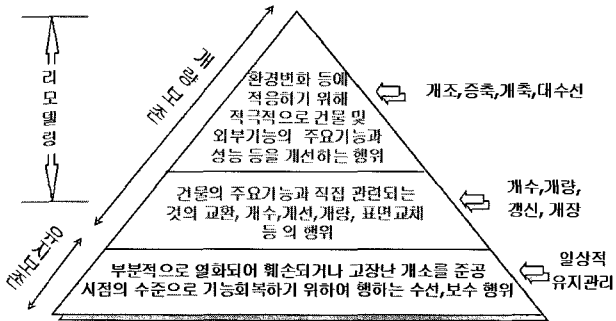 리모델링
개량보존
유지보존
환경변화 등에
적응하기 위해
적극적으로 건물 및
외부기능의 주요기능과
성능 등을 개선하는 행위
개조,증축,개축,대수선
건물의 주요기능과 직집 관련되는
것의 교환, 개수,개선,개량, 표면교체
등 의 행위
개수,개량,
갱신, 개장
부분적으로 열화되어 훼손되거나 고장난 개소를 준공
시점의 수준으로 기능회복하기 위하여 행하는 수선,보수 행위
일상적
유지관리